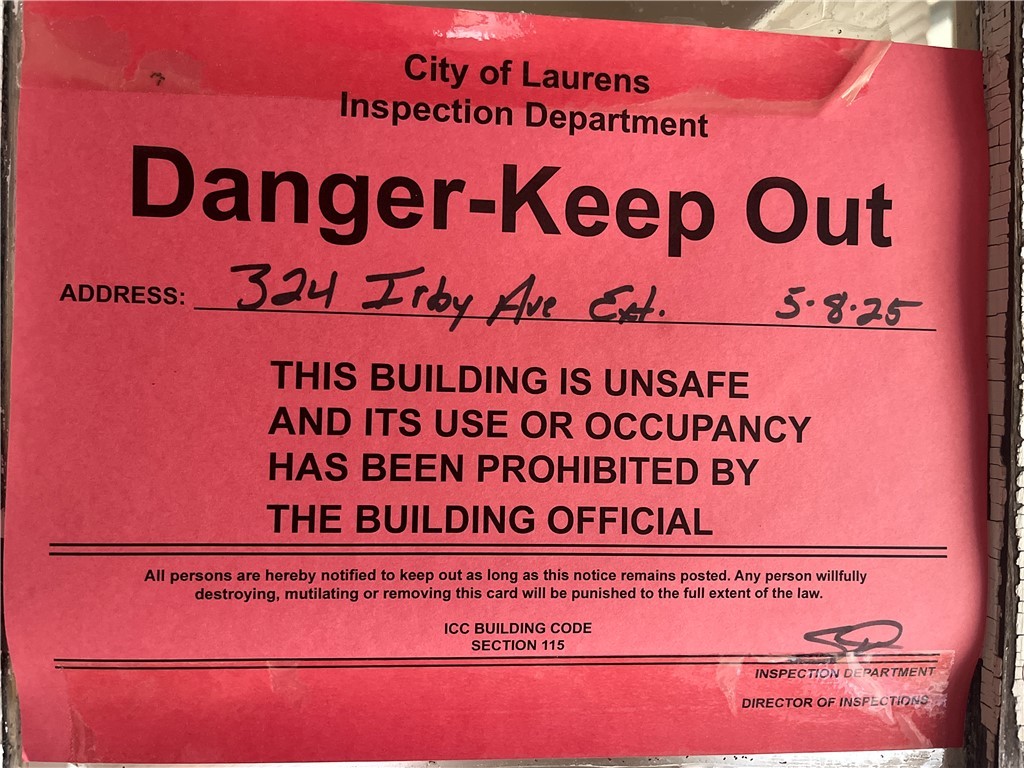 City of Laurens
Inspection Department
Danger-Keep Out
ADDRESS: 324 Irby Ave Ext. 5-8-25
THIS BUILDING IS UNSAFE
AND ITS USE OR OCCUPANCY
HAS BEEN PROHIBITED BY
THE BUILDING OFFICIAL
All persons are hereby notified to keep out as long as this notice remains posted. Any person willfully
destroying, mutilating or removing this card will be punished to the full extent of the law.
ICC BUILDING CODE
SECTION 115
INSPECTION DEPARTMENT
DIRECTOR OF INSPECTIONS